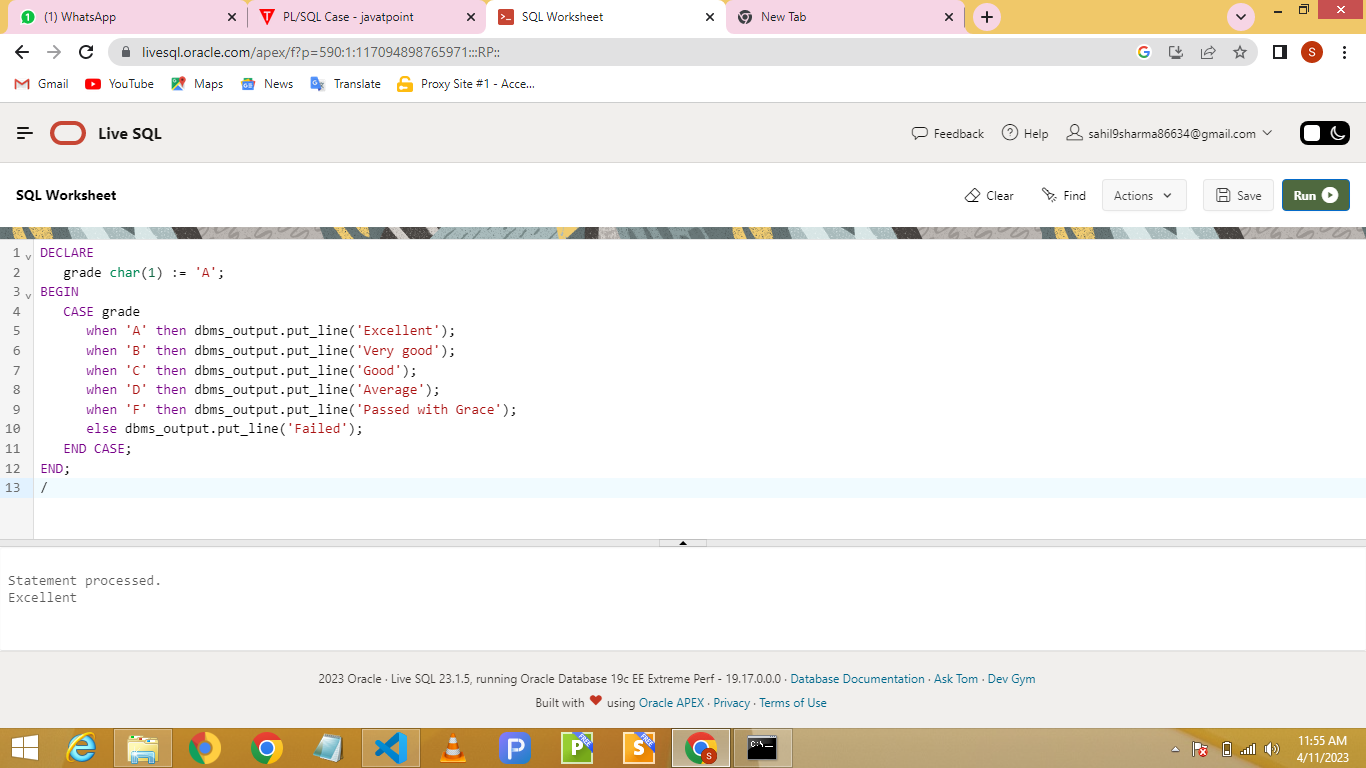 (1) WhatsApp
PL/SQL Case - javatpoint
SQL Worksheet
New Tab
livesql.oracle.com/apex/f?p=590:1:117094898765971:::RP::
S
Gmail
YouTube
Maps
News
Translate
Proxy Site #1 - Acce...
Live SQL
Feedback
Help
sahil9sharma86634@gmail.com
SQL Worksheet
Clear
Find
Actions
Save
Run
1 DECLARE
2 grade char(1) := 'A';
3 BEGIN
4 CASE grade
5 when 'A' then dbms_output.put_line('Excellent');
6 when 'B' then dbms_output.put_line('Very good');
7 when 'C' then dbms_output.put_line('Good');
8 when 'D' then dbms_output.put_line('Average');
9 when 'F' then dbms_output.put_line('Passed with Grace');
10 else dbms_output.put_line('Failed');
11 END CASE;
12 END;
13 /
Statement processed.
Excellent
2023 Oracle · Live SQL 23.1.5, running Oracle Database 19c EE Extreme Perf - 19.17.0.0.0 · Database Documentation · Ask Tom · Dev Gym
Built with ❤ using Oracle APEX · Privacy · Terms of Use
11:55 AM
4/11/2023